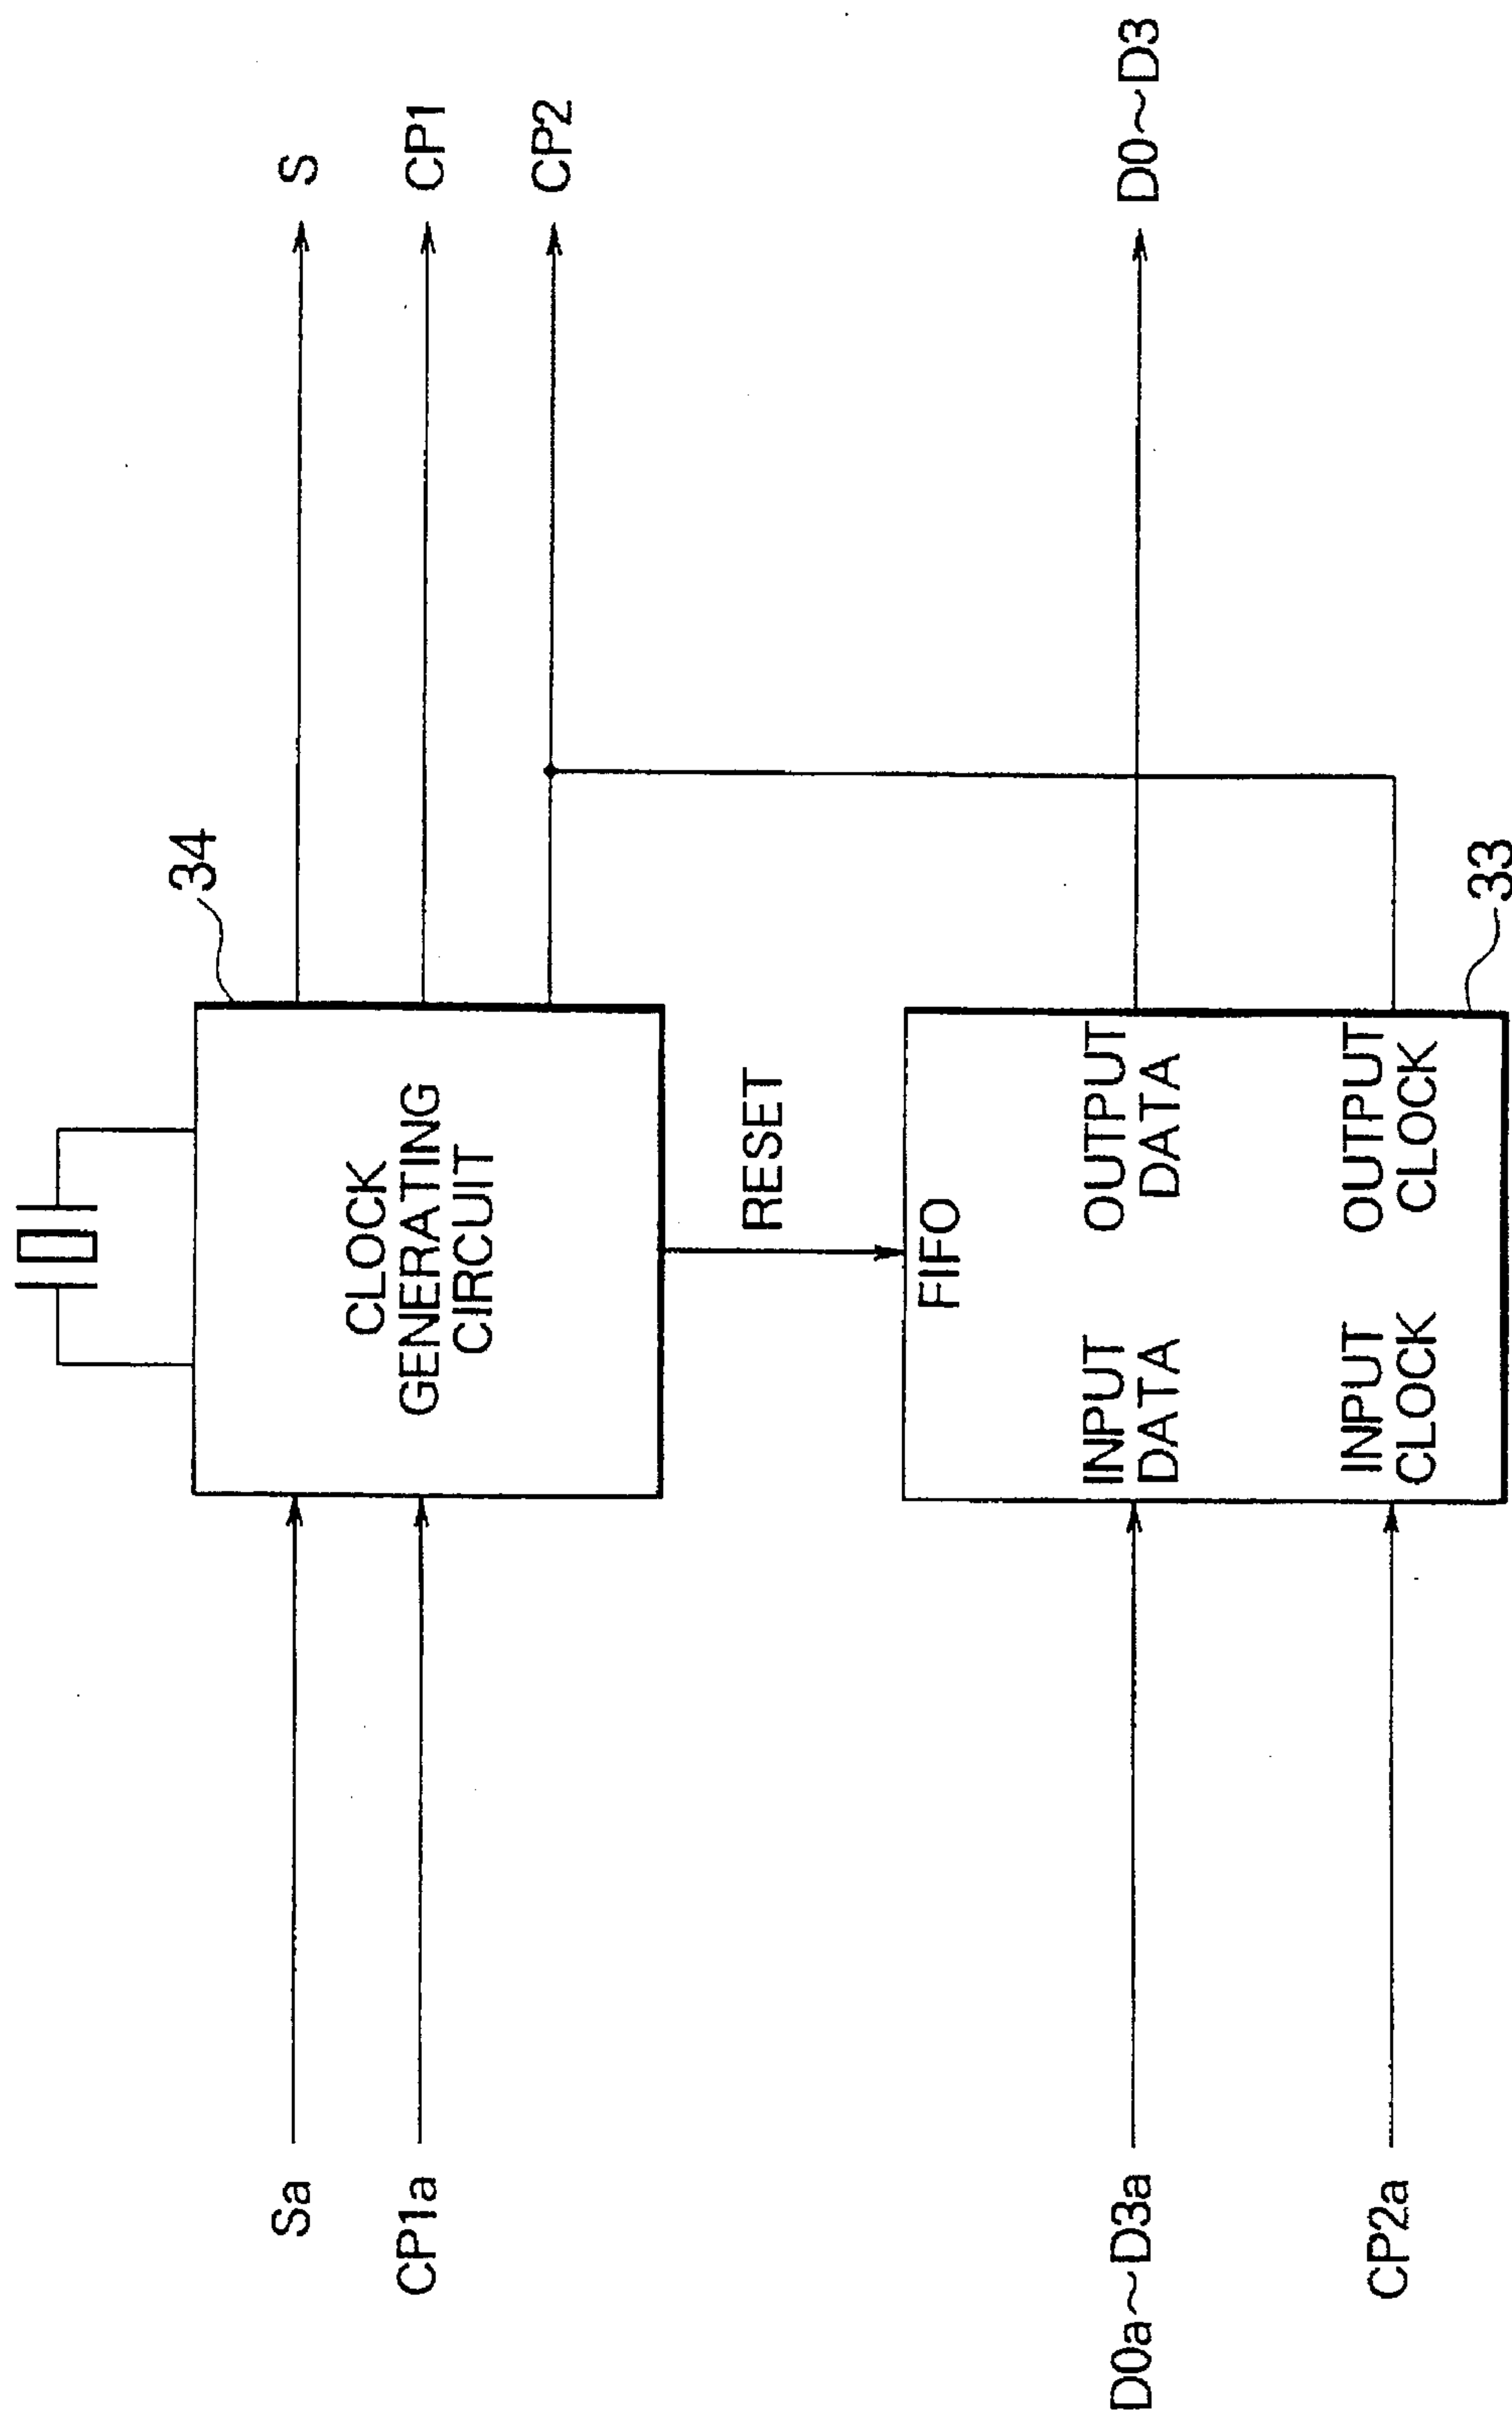 Sa
CP1a
CLOCK
GENERATING
CIRCUIT
34
S
CP1
CP2
RESET
FIFO
D0a~D3a
INPUT
DATA
OUTPUT
DATA
D0~D3
CP2a
INPUT
CLOCK
OUTPUT
CLOCK
33